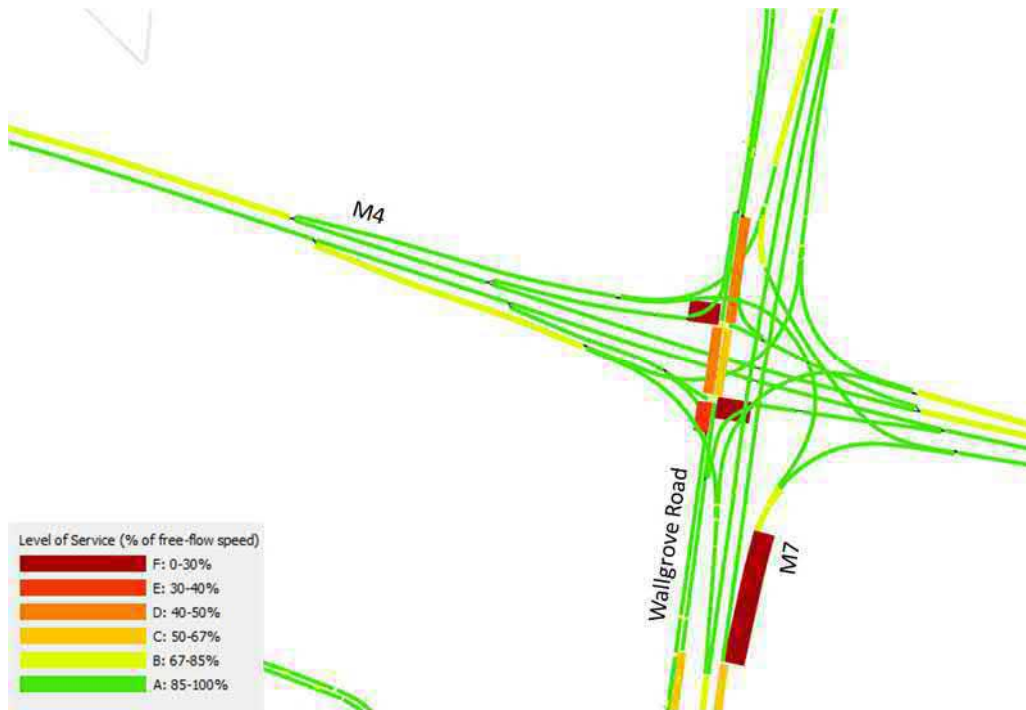 M4
Wallgrove Road
M7
Level of Service (% of free-flow speed)
F: 0-30%
E: 30-40%
D: 40-50%
C: 50-67%
B: 67-85%
A: 85-100%